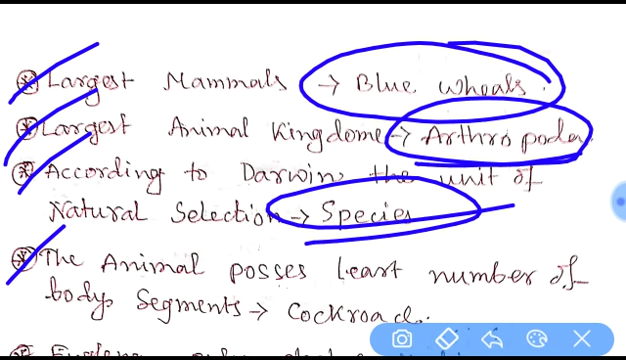 Largest Mammals → Blue wheals.
Largest Animal Kingdome → Arthropoda.
According to Darwin, the unit of
Natural Selection → Species
The Animal posses least number of
body segments → Cockroach.